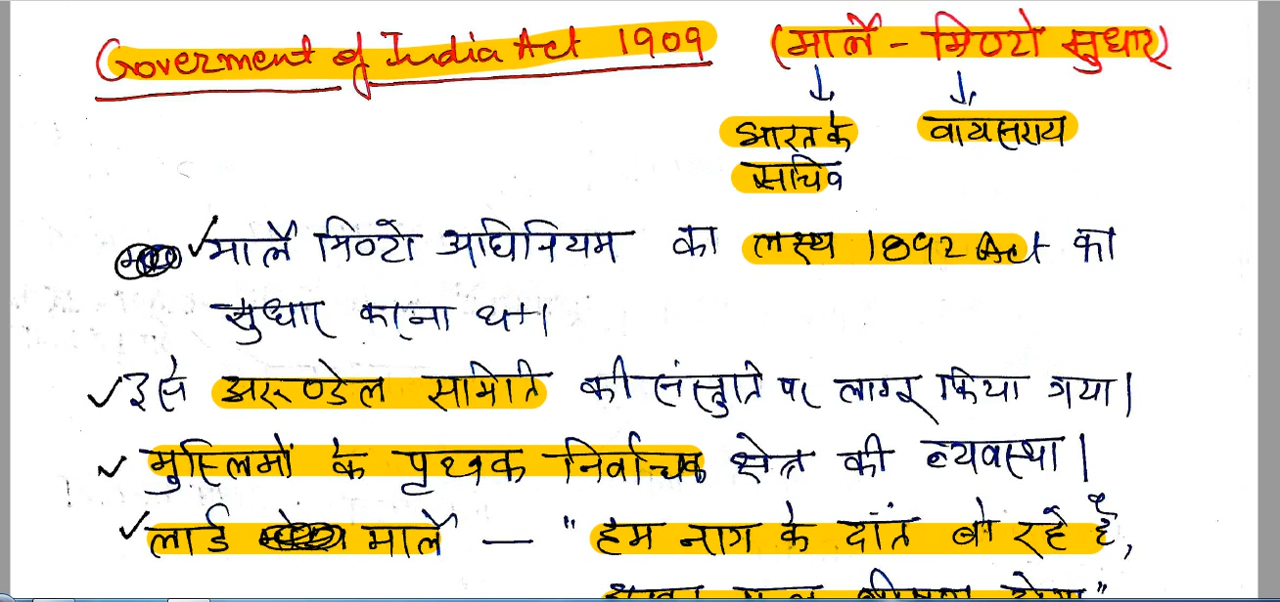 Goverment of India Act 1909 (मार्ले - मिण्टो सुधार)
भारत के सचिव
वायसराय
मार्ले मिण्टो अधिनियम का लक्ष्य 1892 Act का
सुधार करना था।
इसे अरुण्डेल समिति की संस्तुति पर लागू किया गया।
मुस्लिमों के पृथक निर्वाचक क्षेत्र की व्यवस्था।
लार्ड मार्ले — "हम नाग के दांत बो रहे हैं,